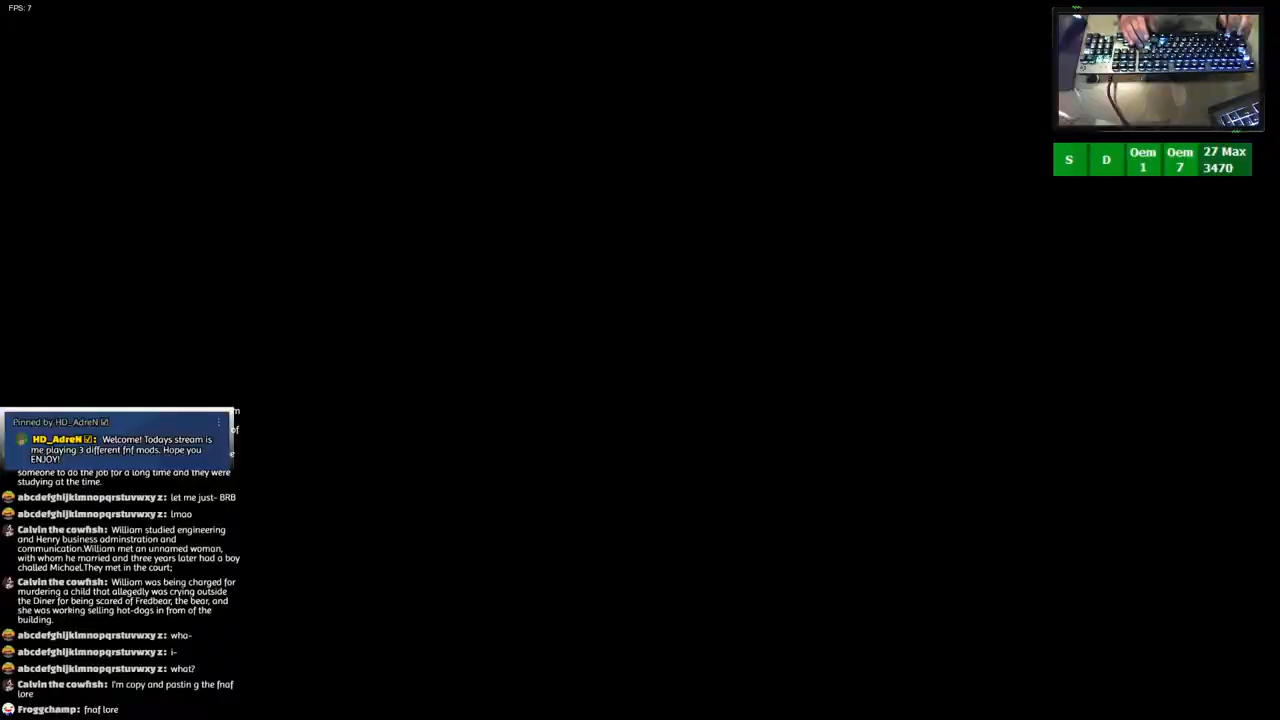 FPS: 7
S
D
Oem
1
Oem
7
27 Max
3470
m
of
Pinned by HD_AdreN ☑
HD_AdreN ☑: Welcome! Todays stream is
me playing 3 different fnf mods. Hope you
ENJOY!
e
someone to do the job for a long time and they were
studying at the time.
abcdefghijklmnopqrstuvwxyz: let me just- BRB
abcdefghijklmnopqrstuvwxyz: lmao
Calvin the cowfish: William studied engineering
and Henry business adminstration and
communication.William met an unnamed woman,
with whom he married and three years later had a boy
challed Michael.They met in the court;
Calvin the cowfish: William was being charged for
murdering a child that allegedly was crying outside
the Diner for being scared of Fredbear, the bear, and
she was working selling hot-dogs in from of the
building.
abcdefghijklmnopqrstuvwxyz: wha-
abcdefghijklmnopqrstuvwxyz: i-
abcdefghijklmnopqrstuvwxyz: what?
Calvin the cowfish: I'm copy and pastin g the fnaf
lore
Froggchamp: fnaf lore